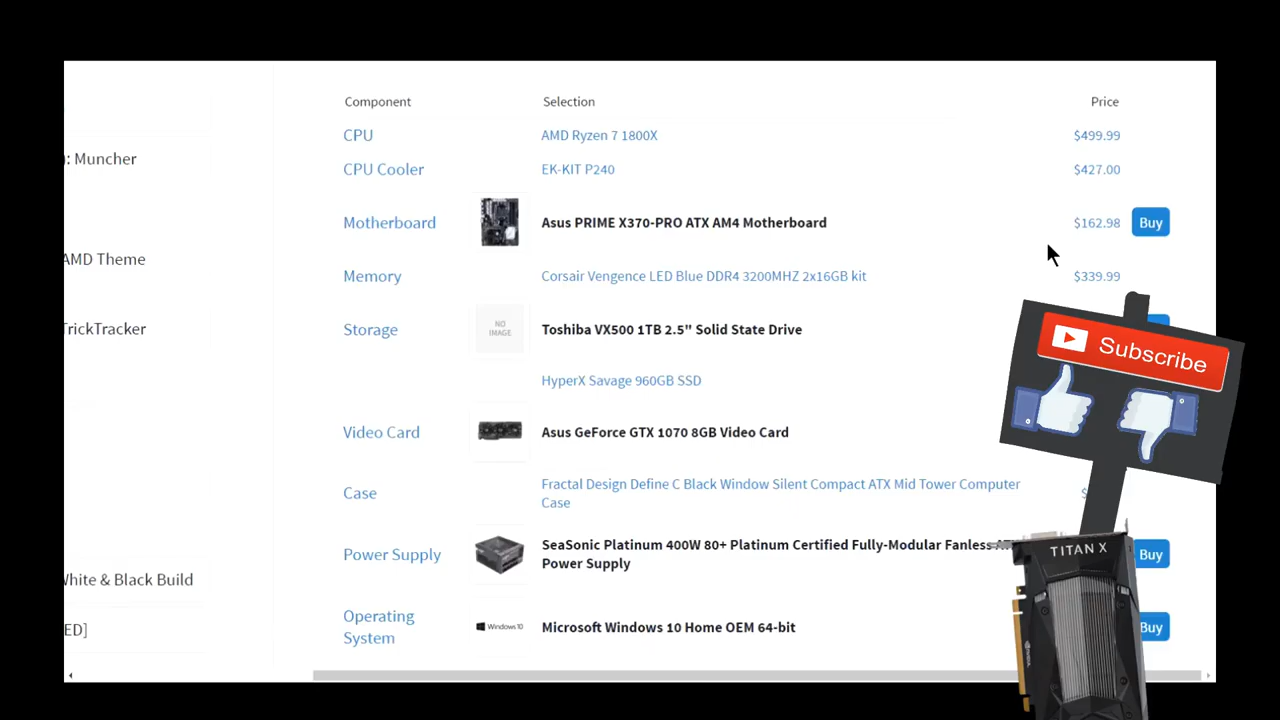 Component Selection Price
CPU AMD Ryzen 7 1800X $499.99
): Muncher
CPU Cooler EK-KIT P240 $427.00
Motherboard Asus PRIME X370-PRO ATX AM4 Motherboard $162.98 Buy
AMD Theme
Memory Corsair Vengence LED Blue DDR4 3200MHZ 2x16GB kit $339.99
TrickTracker
Storage NO IMAGE Toshiba VX500 1TB 2.5" Solid State Drive
Subscribe
HyperX Savage 960GB SSD
Video Card Asus GeForce GTX 1070 8GB Video Card
Case Fractal Design Define C Black Window Silent Compact ATX Mid Tower Computer
Case
Power Supply SeaSonic Platinum 400W 80+ Platinum Certified Fully-Modular Fanless
Power Supply Buy
TITAN X
White & Black Build
Operating
System Windows 10 Microsoft Windows 10 Home OEM 64-bit Buy
ED]